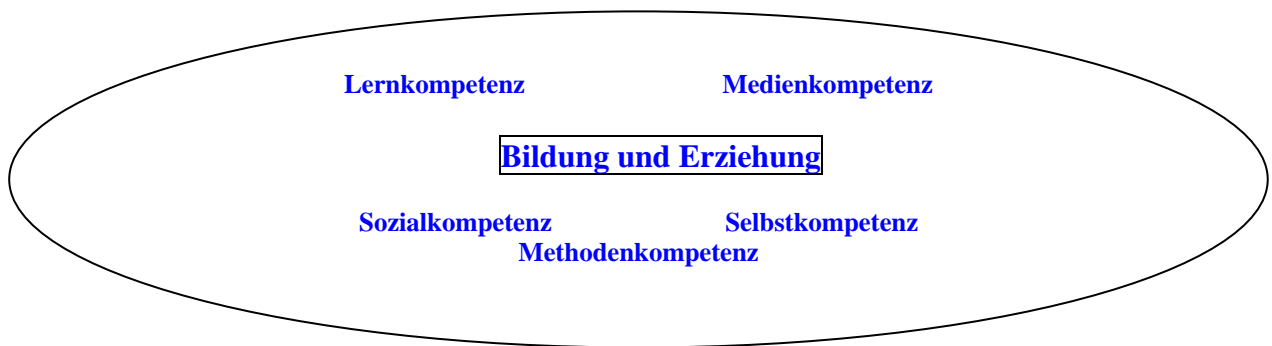 Lernkompetenz Medienkompetenz
Bildung und Erziehung
Sozialkompetenz Selbstkompetenz
Methodenkompetenz